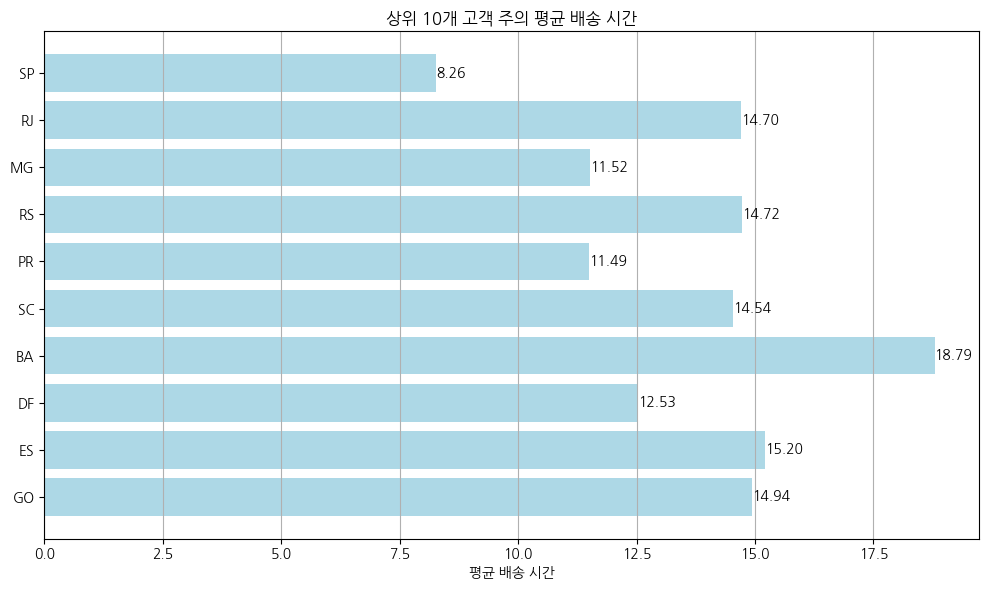 상위 10개 고객 주의 평균 배송 시간
SP
8.26
RJ
14.70
MG
11.52
RS
14.72
PR
11.49
SC
14.54
BA
18.79
DF
12.53
ES
15.20
GO
14.94
0.0 2.5 5.0 7.5 10.0 12.5 15.0 17.5
평균 배송 시간